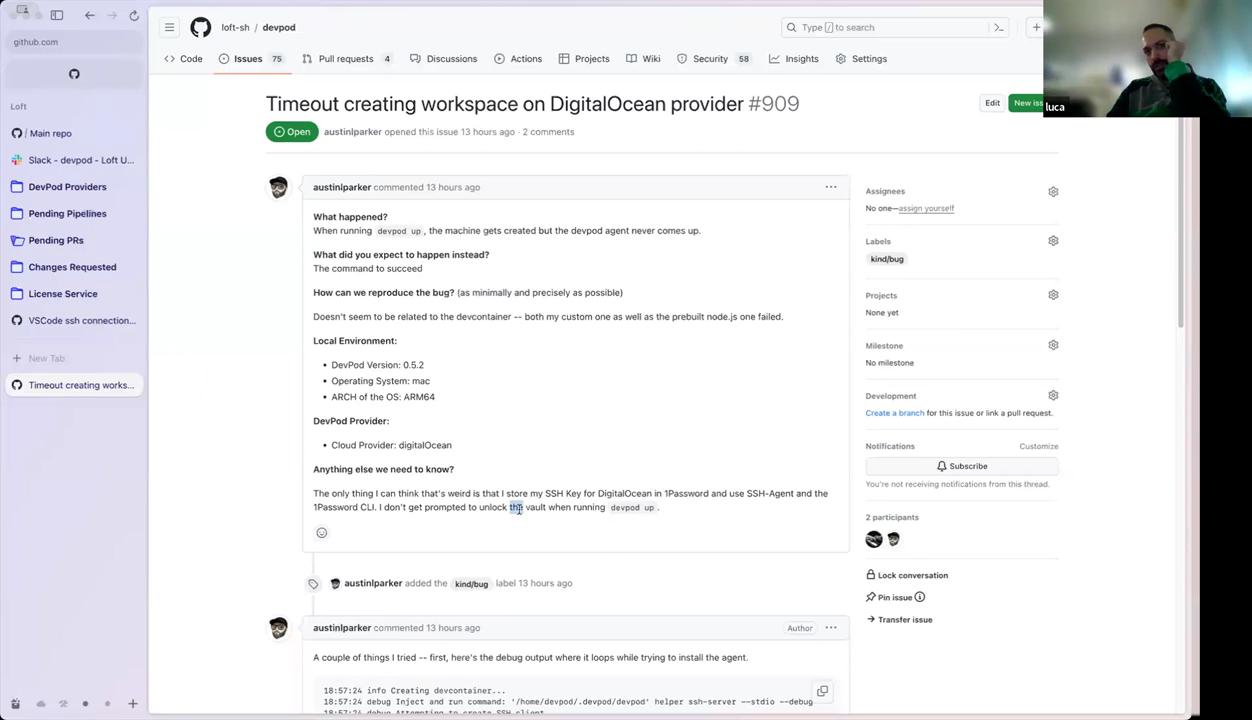 github.com
loft-sh / devpod
Type / to search
Code
Issues 75
Pull requests 4
Discussions
Actions
Projects
Wiki
Security 58
Insights
Settings
luca
Loft
/ Main repo
Slack - devpod - Loft U...
DevPod Providers
Pending Pipelines
Pending PRs
Changes Requested
License Service
VSCode ssh connection...
New Tab
Timeout creating works...
Timeout creating workspace on DigitalOcean provider #909
Edit
New iss
Open
austinlparker opened this issue 13 hours ago · 2 comments
austinlparker commented 13 hours ago
What happened?
When running devpod up, the machine gets created but the devpod agent never comes up.
What did you expect to happen instead?
The command to succeed
How can we reproduce the bug? (as minimally and precisely as possible)
Doesn't seem to be related to the devcontainer -- both my custom one as well as the prebuilt node.js one failed.
Local Environment:
• DevPod Version: 0.5.2
• Operating System: mac
• ARCH of the OS: ARM64
DevPod Provider:
• Cloud Provider: digitalOcean
Anything else we need to know?
The only thing I can think that's weird is that I store my SSH Key for DigitalOcean in 1Password and use SSH-Agent and the
1Password CLI. I don't get prompted to unlock the vault when running devpod up.
austinlparker added the kind/bug label 13 hours ago
austinlparker commented 13 hours ago
Author
A couple of things I tried -- first, here's the debug output where it loops while trying to install the agent.
18:57:24 info Creating devcontainer...
18:57:24 debug Inject and run command: '/home/devpod/.devpod/devpod' helper ssh-server --stdio --debug
18:57:24 debug Attempting to create SSH client
Assignees
No one—assign yourself
Labels
kind/bug
Projects
None yet
Milestone
No milestone
Development
Create a branch for this issue or link a pull request.
Notifications
Customize
Subscribe
You're not receiving notifications from this thread.
2 participants
Lock conversation
Pin issue
Transfer issue